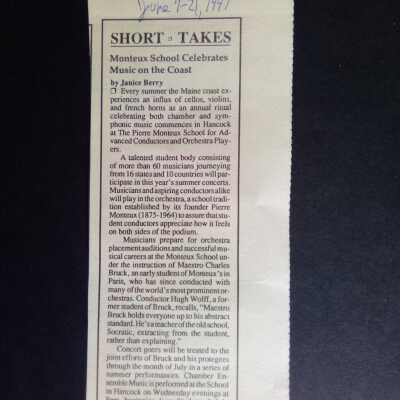 June 7-21, 1991
SHORT □ TAKES
Monteux School Celebrates
Music on the Coast
by Janice Berry
❐ Every summer the Maine coast ex-
periences an influx of cellos, violins,
and french horns as an annual ritual
celebrating both chamber and sym-
phonic music commences in Hancock
at The Pierre Monteux School for Ad-
vanced Conductors and Orchestra Play-
ers.
A talented student body consisting
of more than 60 musicians journeying
from 16 states and 10 countries will par-
ticipate in this year's summer concerts.
Musicians and aspiring conductors alike
will play in the orchestra, a school tradi-
tion established by its founder Pierre
Monteux (1875-1964) to assure that stu-
dent conductors appreciate how it feels
on both sides of the podium.
Musicians prepare for orchestra
placement auditions and successful mu-
sical careers at the Monteux School un-
der the instruction of Maestro Charles
Bruck, an early student of Monteux's in
Paris, who has since conducted with
many of the world's most prominent or-
chestras. Conductor Hugh Wolff, a for-
mer student of Bruck, recalls, "Maestro
Bruck holds everyone up to his abstract
standard. He's a teacher of the old school,
Socratic, extracting from the student,
rather than explaining."
Concert goers will be treated to the
joint efforts of Bruck and his protegees
through the month of July in a series of
summer performances. Chamber En-
semble Music is performed at the School
in Hancock on Wednesday evenings at